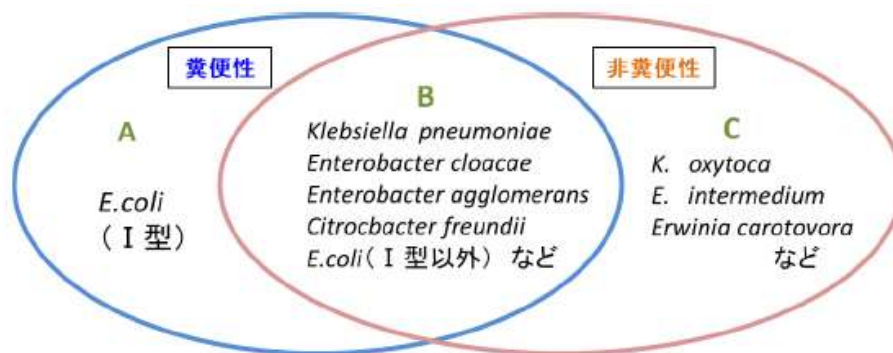 糞便性
非糞便性
A
E.coli
（Ⅰ型）
B
Klebsiella pneumoniae
Enterobacter cloacae
Enterobacter agglomerans
Citrocbacter freundii
E.coli（Ⅰ型以外） など
C
K. oxytoca
E. intermedium
Erwinia carotovora
など